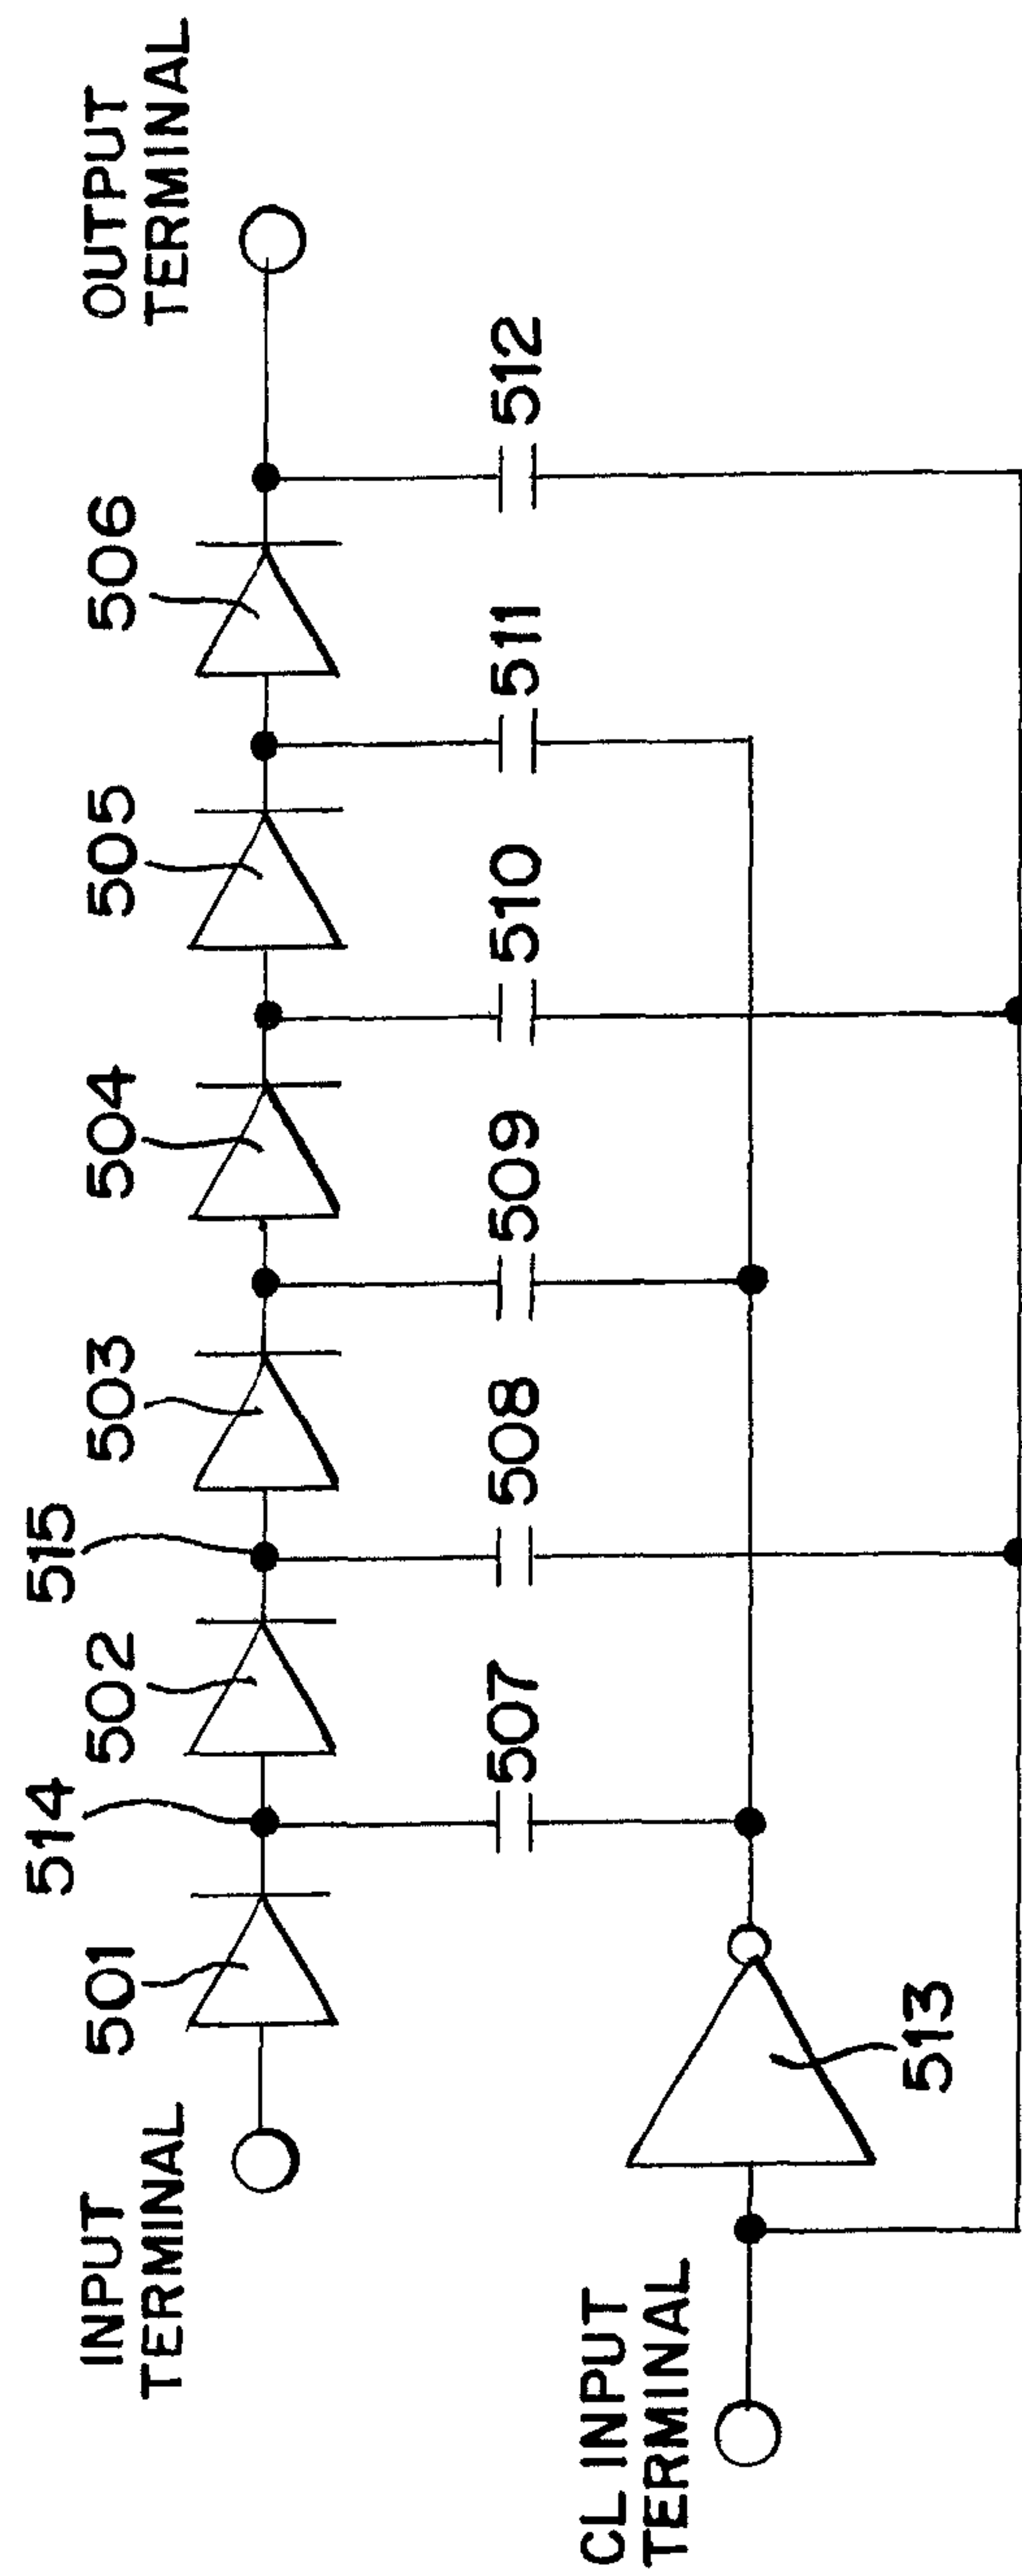 INPUT
TERMINAL
OUTPUT
TERMINAL
514
515
501
502
503
504
505
506
507
508
509
510
511
512
CL INPUT
TERMINAL
513